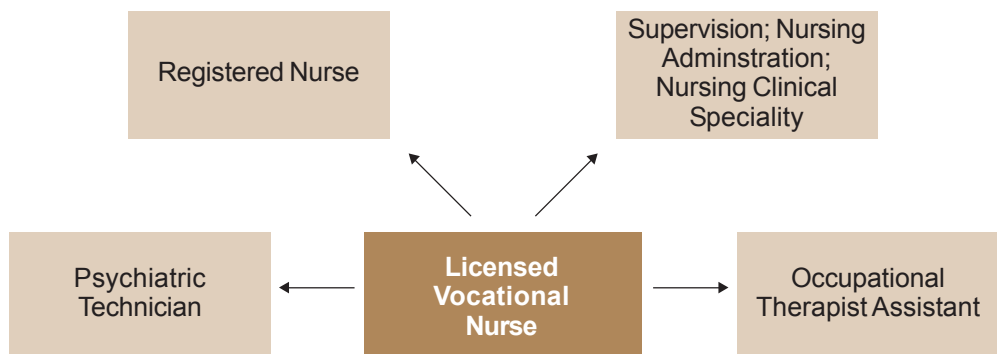 Registered Nurse
Supervision; Nursing
Adminstration;
Nursing Clinical
Speciality
Psychiatric
Technician
Licensed
Vocational
Nurse
Occupational
Therapist Assistant